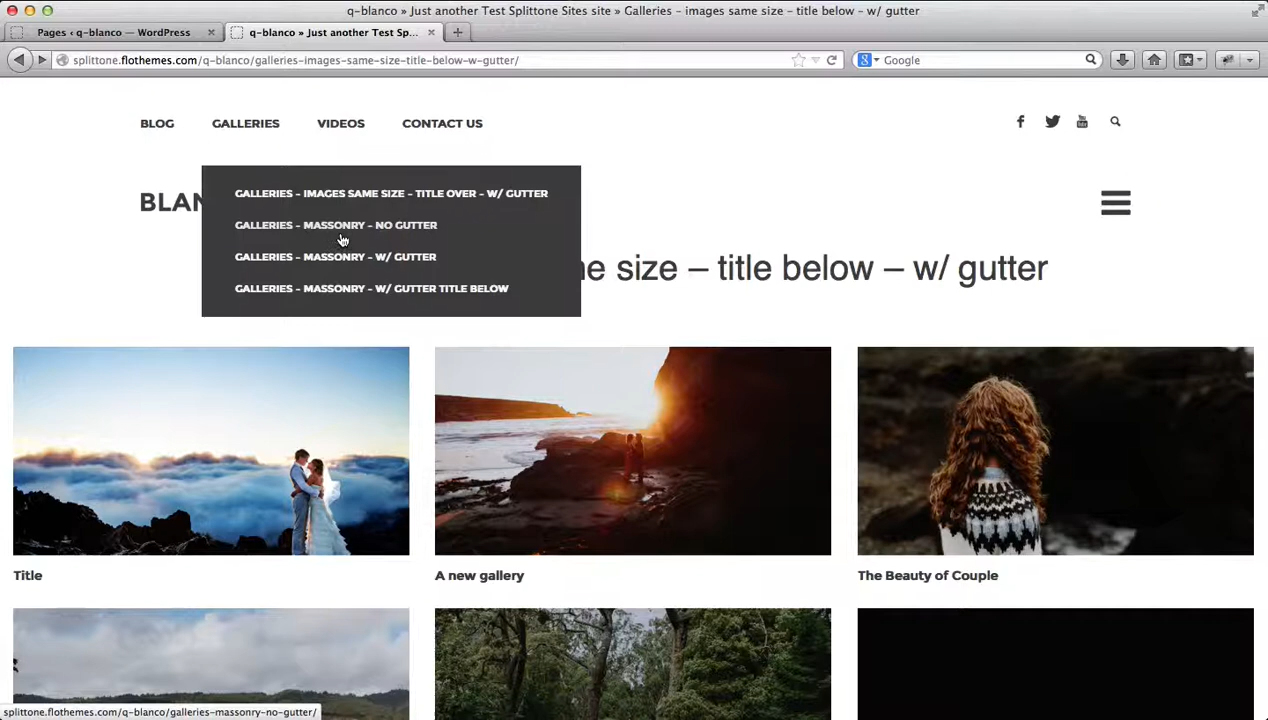 q-blanco » Just another Test Splittone Sites site » Galleries – images same size – title below – w/ gutter
Pages ‹ q-blanco — WordPress
q-blanco » Just another Test Sp...
splittone.flothemes.com/q-blanco/galleries-images-same-size-title-below-w-gutter/
Google
BLOG GALLERIES VIDEOS CONTACT US
GALLERIES – IMAGES SAME SIZE – TITLE OVER – W/ GUTTER
BLAN
GALLERIES – MASSONRY – NO GUTTER
GALLERIES – MASSONRY – W/ GUTTER
size – title below – w/ gutter
GALLERIES – MASSONRY – W/ GUTTER TITLE BELOW
Title
A new gallery
The Beauty of Couple
splittone.flothemes.com/q-blanco/galleries-massonry-no-gutter/